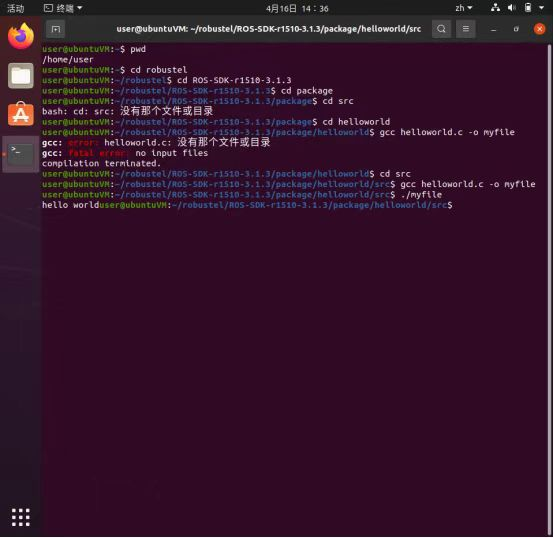 活动
终端
4月16日 14：36
zh
user@ubuntuVM: ~/robustel/ROS-SDK-r1510-3.1.3/package/helloworld/src
user@ubuntuVM:~$ pwd
/home/user
user@ubuntuVM:~$ cd robustel
user@ubuntuVM:~/robustel$ cd ROS-SDK-r1510-3.1.3
user@ubuntuVM:~/robustel/ROS-SDK-r1510-3.1.3$ cd package
user@ubuntuVM:~/robustel/ROS-SDK-r1510-3.1.3/package$ cd src
bash: cd: src: 没有那个文件或目录
user@ubuntuVM:~/robustel/ROS-SDK-r1510-3.1.3/package$ cd helloworld
user@ubuntuVM:~/robustel/ROS-SDK-r1510-3.1.3/package/helloworld$ gcc helloworld.c -o myfile
gcc: error: helloworld.c: 没有那个文件或目录
gcc: fatal error: no input files
compilation terminated.
user@ubuntuVM:~/robustel/ROS-SDK-r1510-3.1.3/package/helloworld$ cd src
user@ubuntuVM:~/robustel/ROS-SDK-r1510-3.1.3/package/helloworld/src$ gcc helloworld.c -o myfile
user@ubuntuVM:~/robustel/ROS-SDK-r1510-3.1.3/package/helloworld/src$ ./myfile
hello worlduser@ubuntuVM:~/robustel/ROS-SDK-r1510-3.1.3/package/helloworld/src$